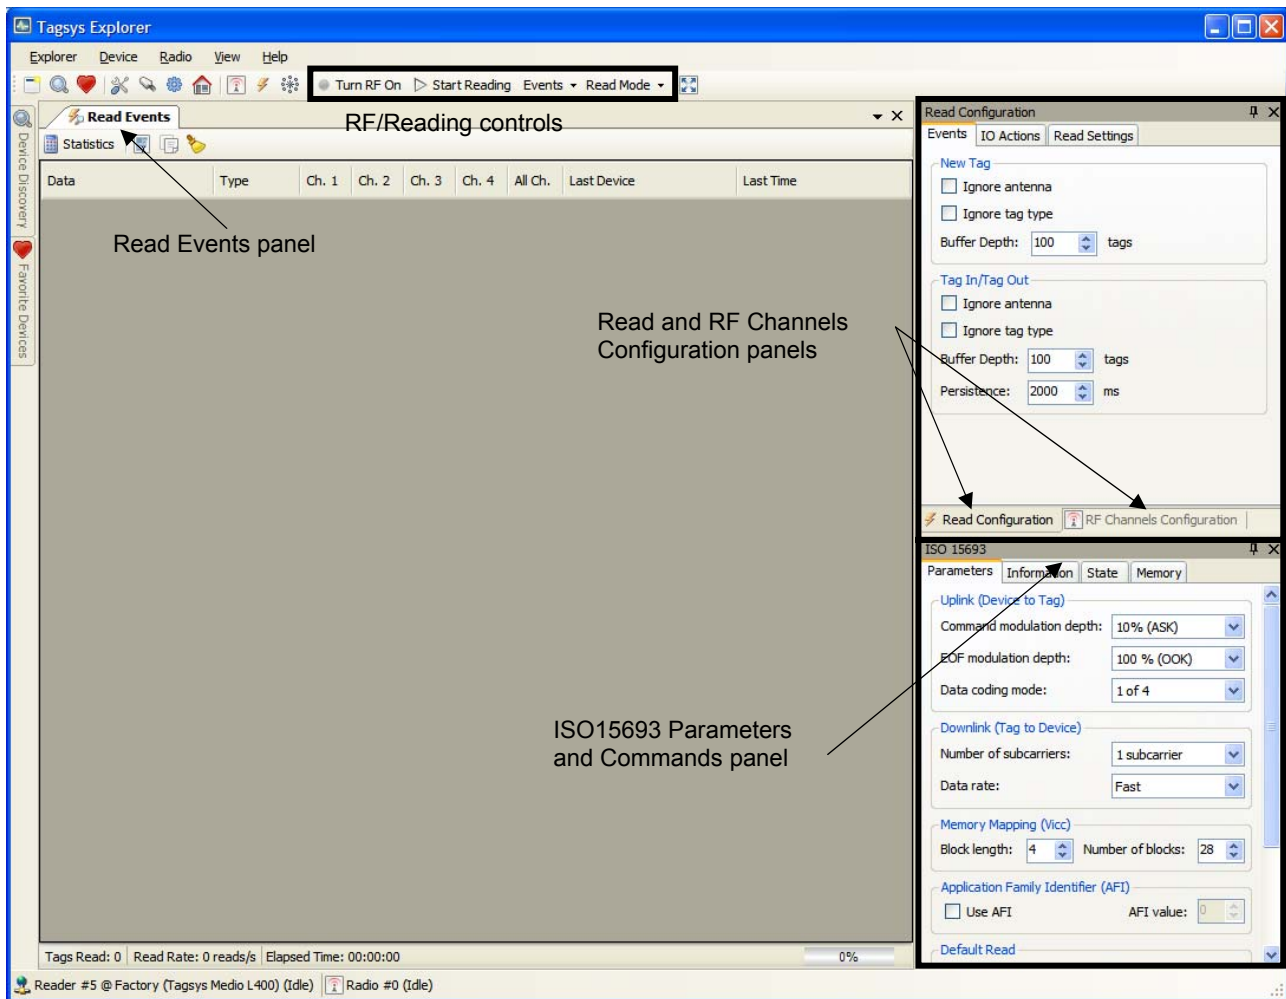 Tagsys Explorer
Explorer Device Radio View Help
Turn RF On Start Reading Events Read Mode
RF/Reading controls
Device Discovery
Favorite Devices
Read Events
Statistics
Data Type Ch. 1 Ch. 2 Ch. 3 Ch. 4 All Ch. Last Device Last Time
Read Events panel
Read and RF Channels
Configuration panels
ISO15693 Parameters
and Commands panel
Tags Read: 0 Read Rate: 0 reads/s Elapsed Time: 00:00:00 0%
Read Configuration
Events IO Actions Read Settings
New Tag
Ignore antenna
Ignore tag type
Buffer Depth: 100 tags
Tag In/Tag Out
Ignore antenna
Ignore tag type
Buffer Depth: 100 tags
Persistence: 2000 ms
Read Configuration RF Channels Configuration
ISO 15693
Parameters Information State Memory
Uplink (Device to Tag)
Command modulation depth: 10% (ASK)
EOF modulation depth: 100 % (OOK)
Data coding mode: 1 of 4
Downlink (Tag to Device)
Number of subcarriers: 1 subcarrier
Data rate: Fast
Memory Mapping (Vicc)
Block length: 4 Number of blocks: 28
Application Family Identifier (AFI)
Use AFI AFI value: 0
Default Read
Reader #5 @ Factory (Tagsys Medio L400) (Idle) Radio #0 (Idle)